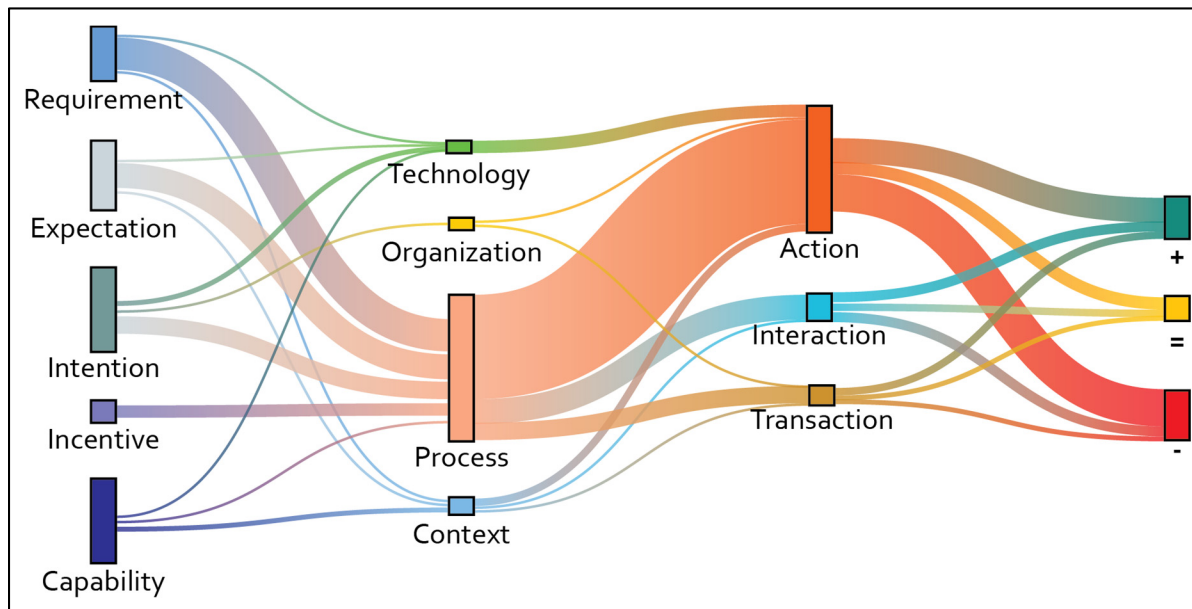 Requirement
Expectation
Intention
Incentive
Capability
Technology
Organization
Process
Context
Action
Interaction
Transaction
+
=
-